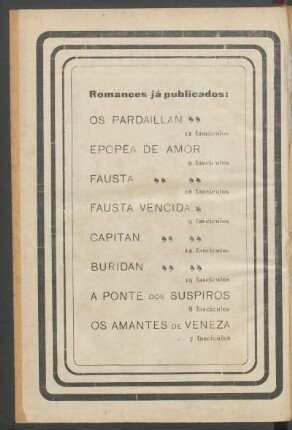 Romances já publicados:
OS PARDAILLAN
12 fasciculos
EPOPÉA DE AMOR
9 fasciculos
FAUSTA
10 fasciculos
FAUSTA VENCIDA
9 fasciculos
CAPITAN
14 fasciculos
BURIDAN
19 fasciculos
A PONTE DOS SUSPIROS
8 fasciculos
OS AMANTES DE VENEZA
7 fasciculos